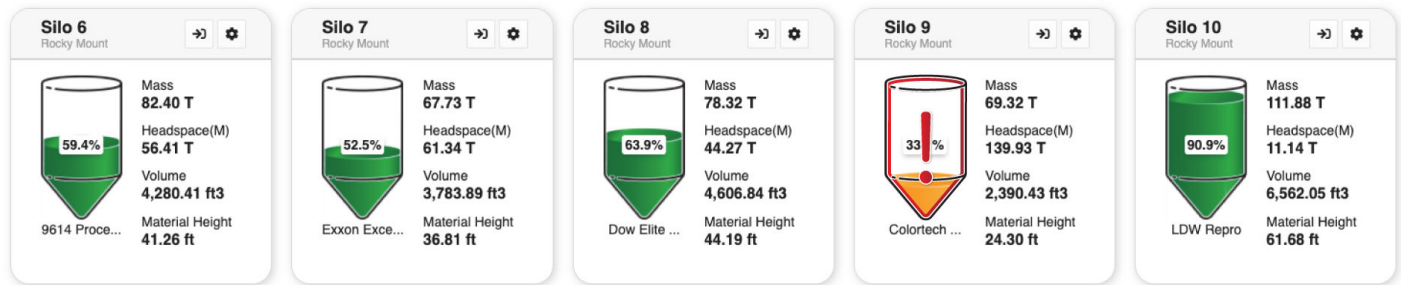 Silo 6
Rocky Mount
Mass
82.40 T
Headspace(M)
56.41 T
Volume
4,280.41 ft3
Material Height
41.26 ft
59.4%
9614 Proce...
Silo 7
Rocky Mount
Mass
67.73 T
Headspace(M)
61.34 T
Volume
3,783.89 ft3
Material Height
36.81 ft
52.5%
Exxon Exce...
Silo 8
Rocky Mount
Mass
78.32 T
Headspace(M)
44.27 T
Volume
4,606.84 ft3
Material Height
44.19 ft
63.9%
Dow Elite ...
Silo 9
Rocky Mount
Mass
69.32 T
Headspace(M)
139.93 T
Volume
2,390.43 ft3
Material Height
24.30 ft
Colortech ...
Silo 10
Rocky Mount
Mass
111.88 T
Headspace(M)
11.14 T
Volume
6,562.05 ft3
Material Height
61.68 ft
90.9%
LDW Repro